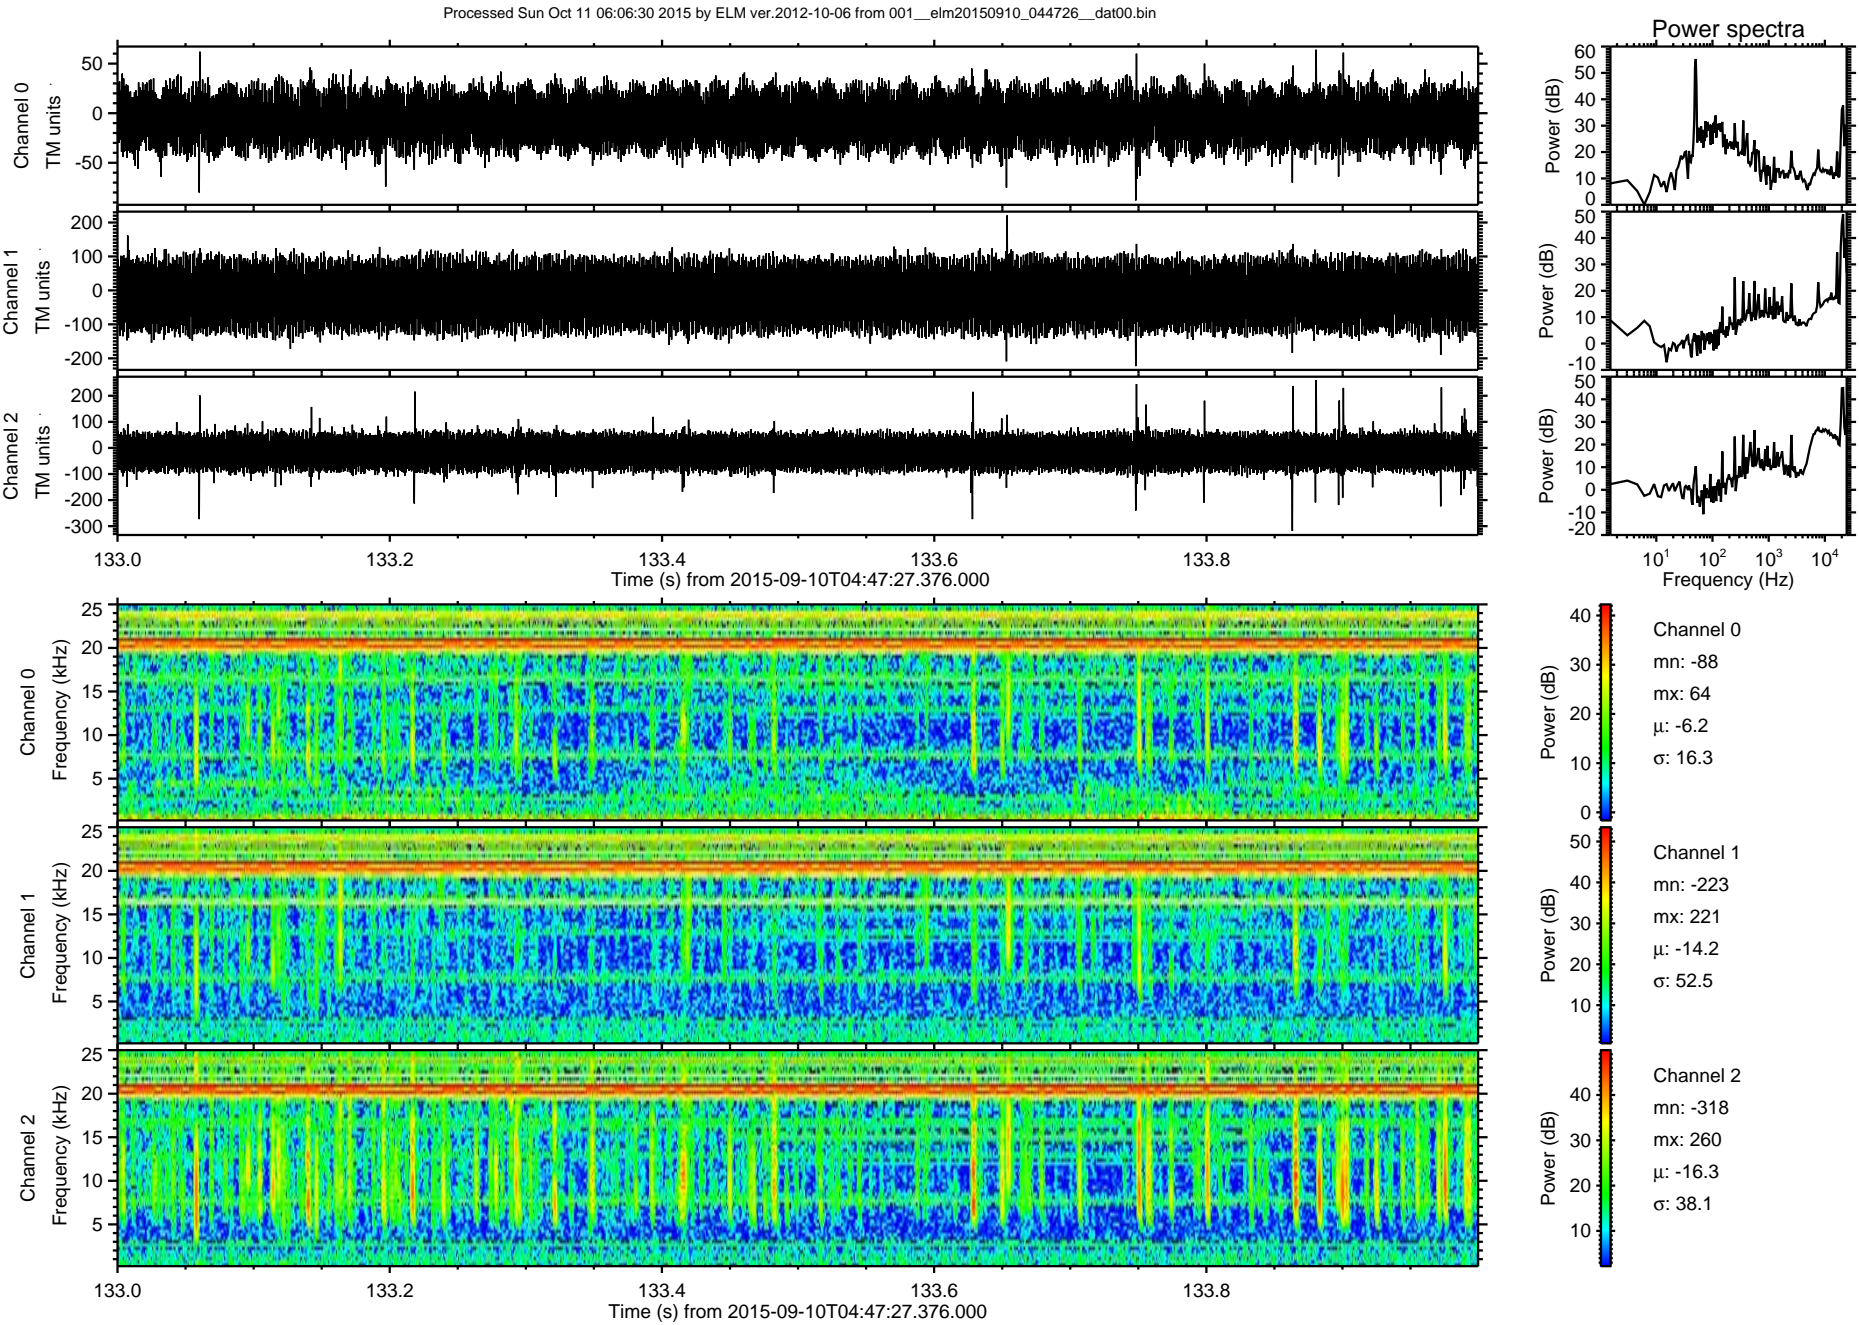 Processed Sun Oct 11 06:06:30 2015 by ELM ver.2012-10-06 from 001__elm20150910_044726__dat00.bin
Power spectra
Channel 0
TM units
50
0
-50
Power (dB)
60
50
40
30
20
10
0
Channel 1
TM units
200
100
0
-100
-200
Power (dB)
50
40
30
20
10
0
-10
Channel 2
TM units
200
100
0
-100
-200
-300
Power (dB)
50
40
30
20
10
0
-10
-20
133.0 133.2 133.4 133.6 133.8
Time (s) from 2015-09-10T04:47:27.376.000
10^1 10^2 10^3 10^4
Frequency (Hz)
Channel 0
Frequency (kHz)
25
20
15
10
5
Power (dB)
40
30
20
10
0
Channel 0
mn: -88
mx: 64
μ: -6.2
σ: 16.3
Channel 1
Frequency (kHz)
25
20
15
10
5
Power (dB)
50
40
30
20
10
Channel 1
mn: -223
mx: 221
μ: -14.2
σ: 52.5
Channel 2
Frequency (kHz)
25
20
15
10
5
Power (dB)
40
30
20
10
Channel 2
mn: -318
mx: 260
μ: -16.3
σ: 38.1
133.0 133.2 133.4 133.6 133.8
Time (s) from 2015-09-10T04:47:27.376.000